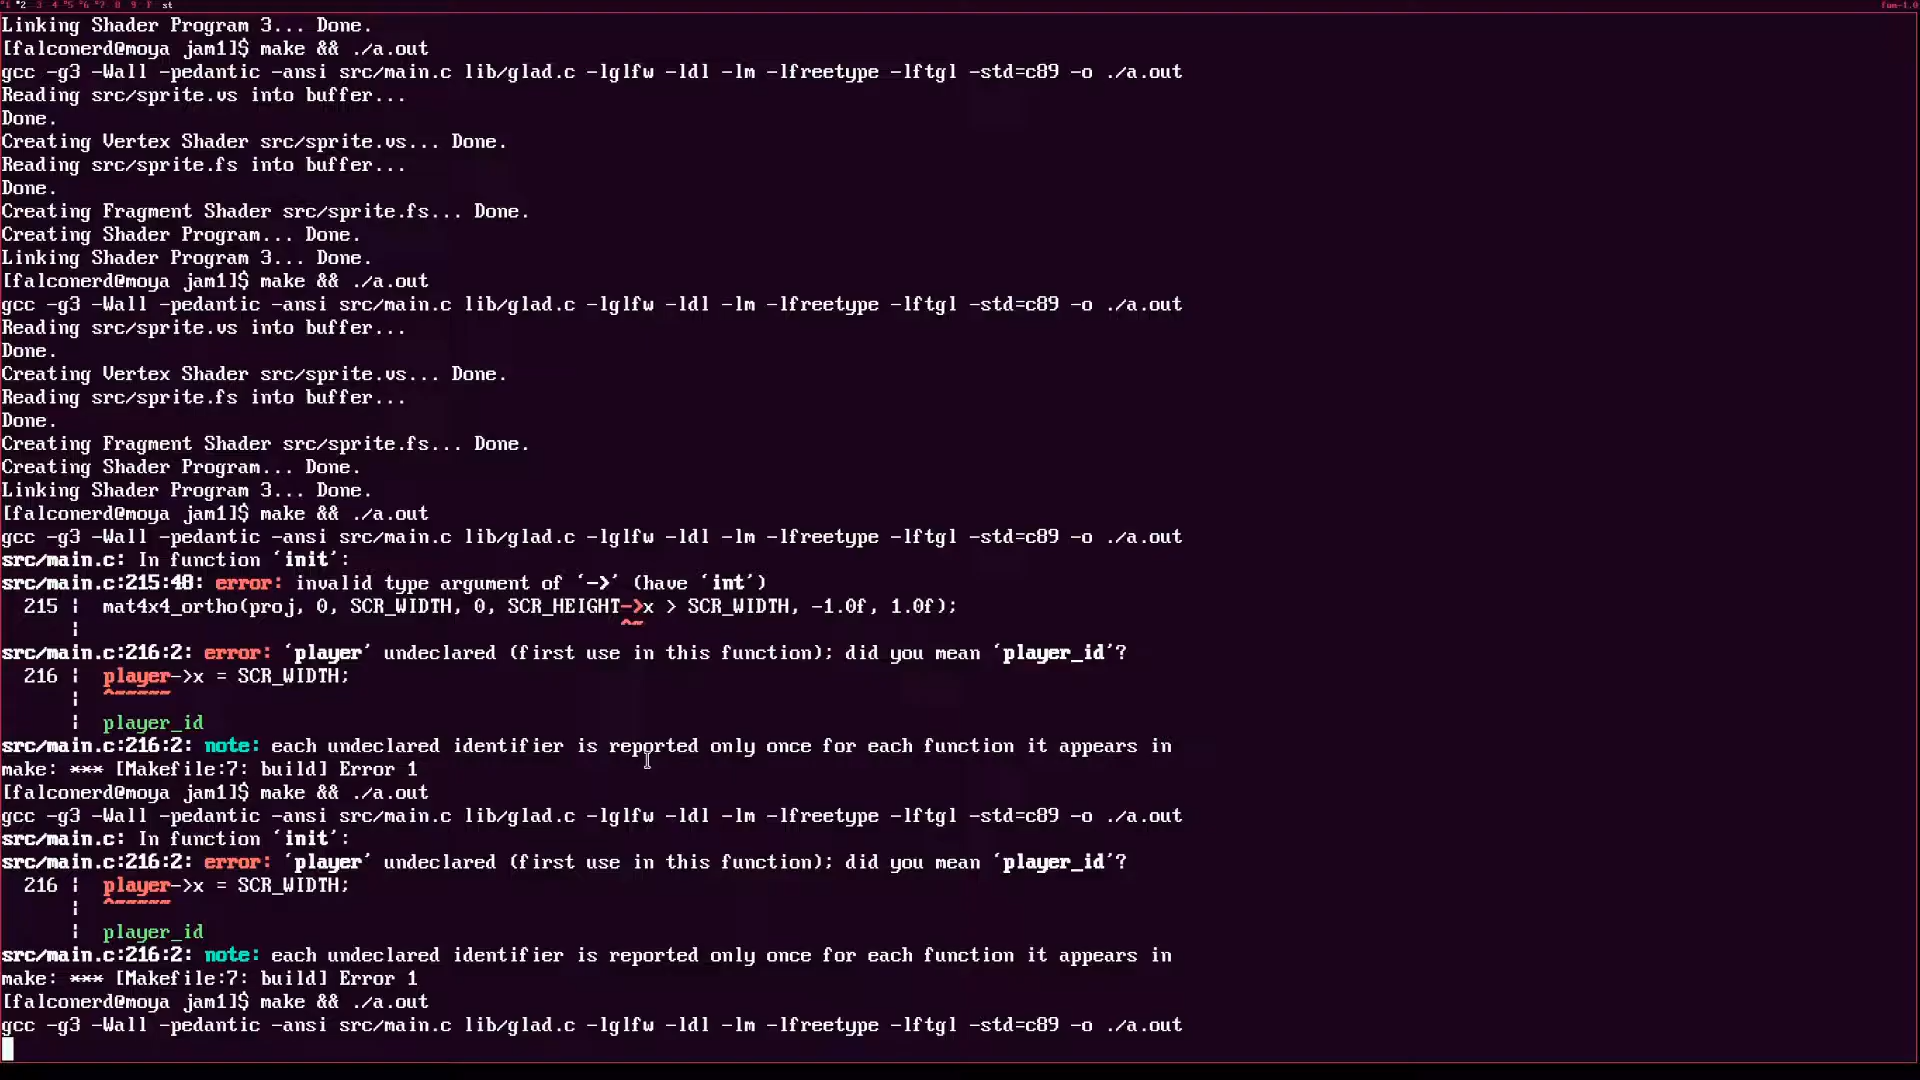 st
Linking Shader Program 3... Done.
[falconerd@moya jam1]$ make && ./a.out
gcc -g3 -Wall -pedantic -ansi src/main.c lib/glad.c -lglfw -ldl -lm -lfreetype -lftgl -std=c89 -o ./a.out
Reading src/sprite.vs into buffer...
Done.
Creating Vertex Shader src/sprite.vs... Done.
Reading src/sprite.fs into buffer...
Done.
Creating Fragment Shader src/sprite.fs... Done.
Creating Shader Program... Done.
Linking Shader Program 3... Done.
[falconerd@moya jam1]$ make && ./a.out
gcc -g3 -Wall -pedantic -ansi src/main.c lib/glad.c -lglfw -ldl -lm -lfreetype -lftgl -std=c89 -o ./a.out
Reading src/sprite.vs into buffer...
Done.
Creating Vertex Shader src/sprite.vs... Done.
Reading src/sprite.fs into buffer...
Done.
Creating Fragment Shader src/sprite.fs... Done.
Creating Shader Program... Done.
Linking Shader Program 3... Done.
[falconerd@moya jam1]$ make && ./a.out
gcc -g3 -Wall -pedantic -ansi src/main.c lib/glad.c -lglfw -ldl -lm -lfreetype -lftgl -std=c89 -o ./a.out
src/main.c: In function ‘init’:
src/main.c:215:48: error: invalid type argument of ‘->’ (have ‘int’)
215 | mat4x4_ortho(proj, 0, SCR_WIDTH, 0, SCR_HEIGHT->x > SCR_WIDTH, -1.0f, 1.0f);
| ^~
src/main.c:216:2: error: ‘player’ undeclared (first use in this function); did you mean ‘player_id’?
216 | player->x = SCR_WIDTH;
| ^~~~~~
| player_id
src/main.c:216:2: note: each undeclared identifier is reported only once for each function it appears in
make: *** [Makefile:7: build] Error 1
[falconerd@moya jam1]$ make && ./a.out
gcc -g3 -Wall -pedantic -ansi src/main.c lib/glad.c -lglfw -ldl -lm -lfreetype -lftgl -std=c89 -o ./a.out
src/main.c: In function ‘init’:
src/main.c:216:2: error: ‘player’ undeclared (first use in this function); did you mean ‘player_id’?
216 | player->x = SCR_WIDTH;
| ^~~~~~
| player_id
src/main.c:216:2: note: each undeclared identifier is reported only once for each function it appears in
make: *** [Makefile:7: build] Error 1
[falconerd@moya jam1]$ make && ./a.out
gcc -g3 -Wall -pedantic -ansi src/main.c lib/glad.c -lglfw -ldl -lm -lfreetype -lftgl -std=c89 -o ./a.out